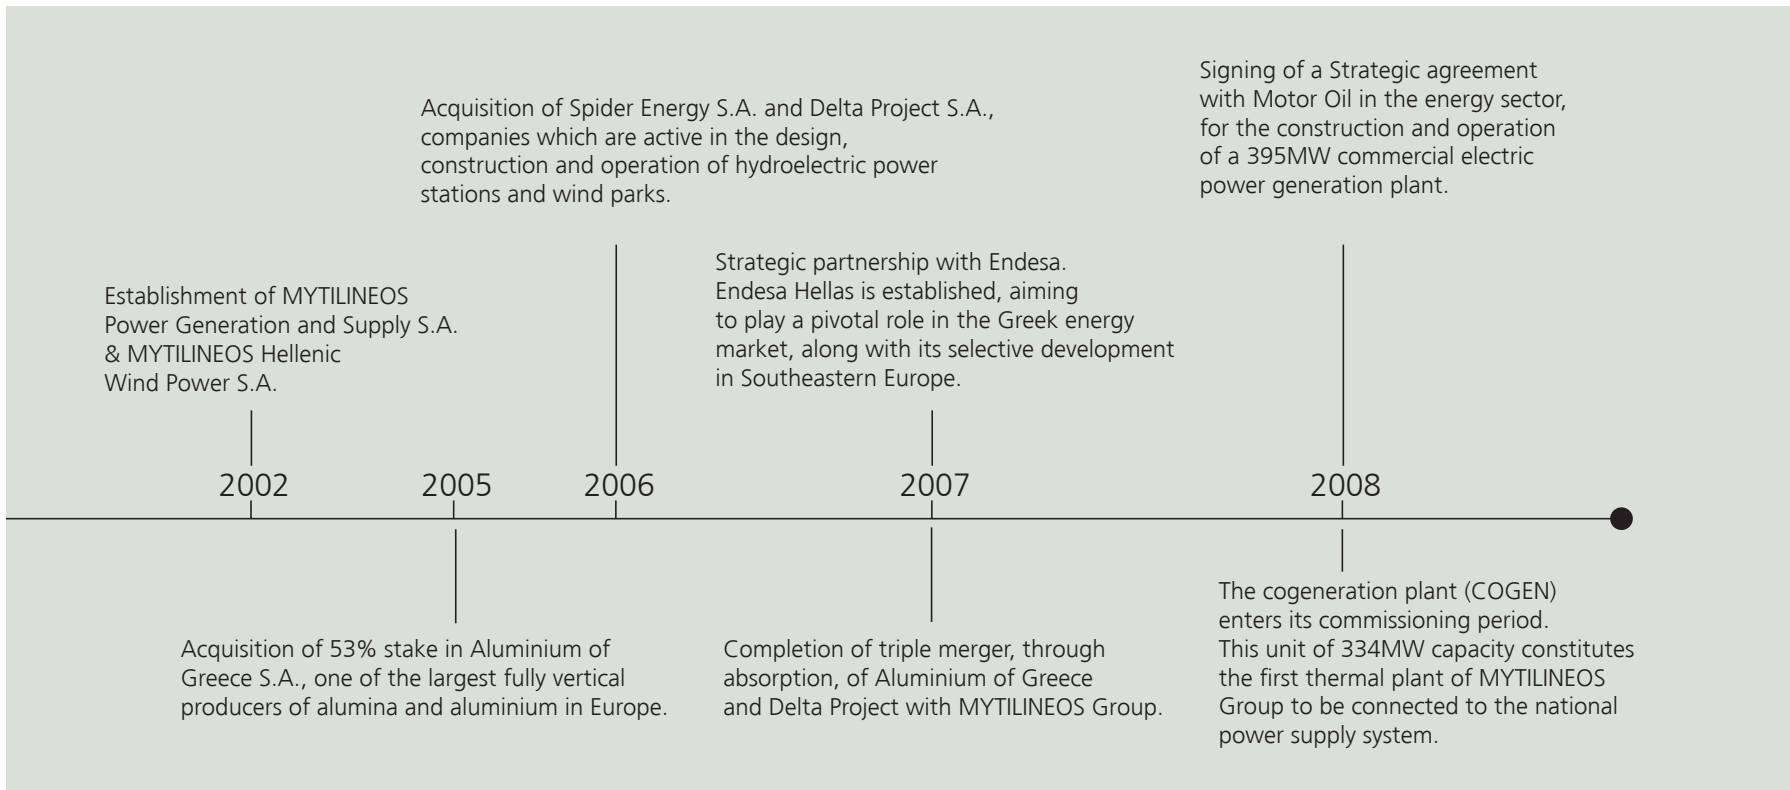 Signing of a Strategic agreement
with Motor Oil in the energy sector,
for the construction and operation
of a 395MW commercial electric
power generation plant.
Acquisition of Spider Energy S.A. and Delta Project S.A.,
companies which are active in the design,
construction and operation of hydroelectric power
stations and wind parks.
Strategic partnership with Endesa.
Endesa Hellas is established, aiming
to play a pivotal role in the Greek energy
market, along with its selective development
in Southeastern Europe.
Establishment of MYTILINEOS
Power Generation and Supply S.A.
& MYTILINEOS Hellenic
Wind Power S.A.
2002
2005
2006
2007
2008
Acquisition of 53% stake in Aluminium of
Greece S.A., one of the largest fully vertical
producers of alumina and aluminium in Europe.
Completion of triple merger, through
absorption, of Aluminium of Greece
and Delta Project with MYTILINEOS Group.
The cogeneration plant (COGEN)
enters its commissioning period.
This unit of 334MW capacity constitutes
the first thermal plant of MYTILINEOS
Group to be connected to the national
power supply system.